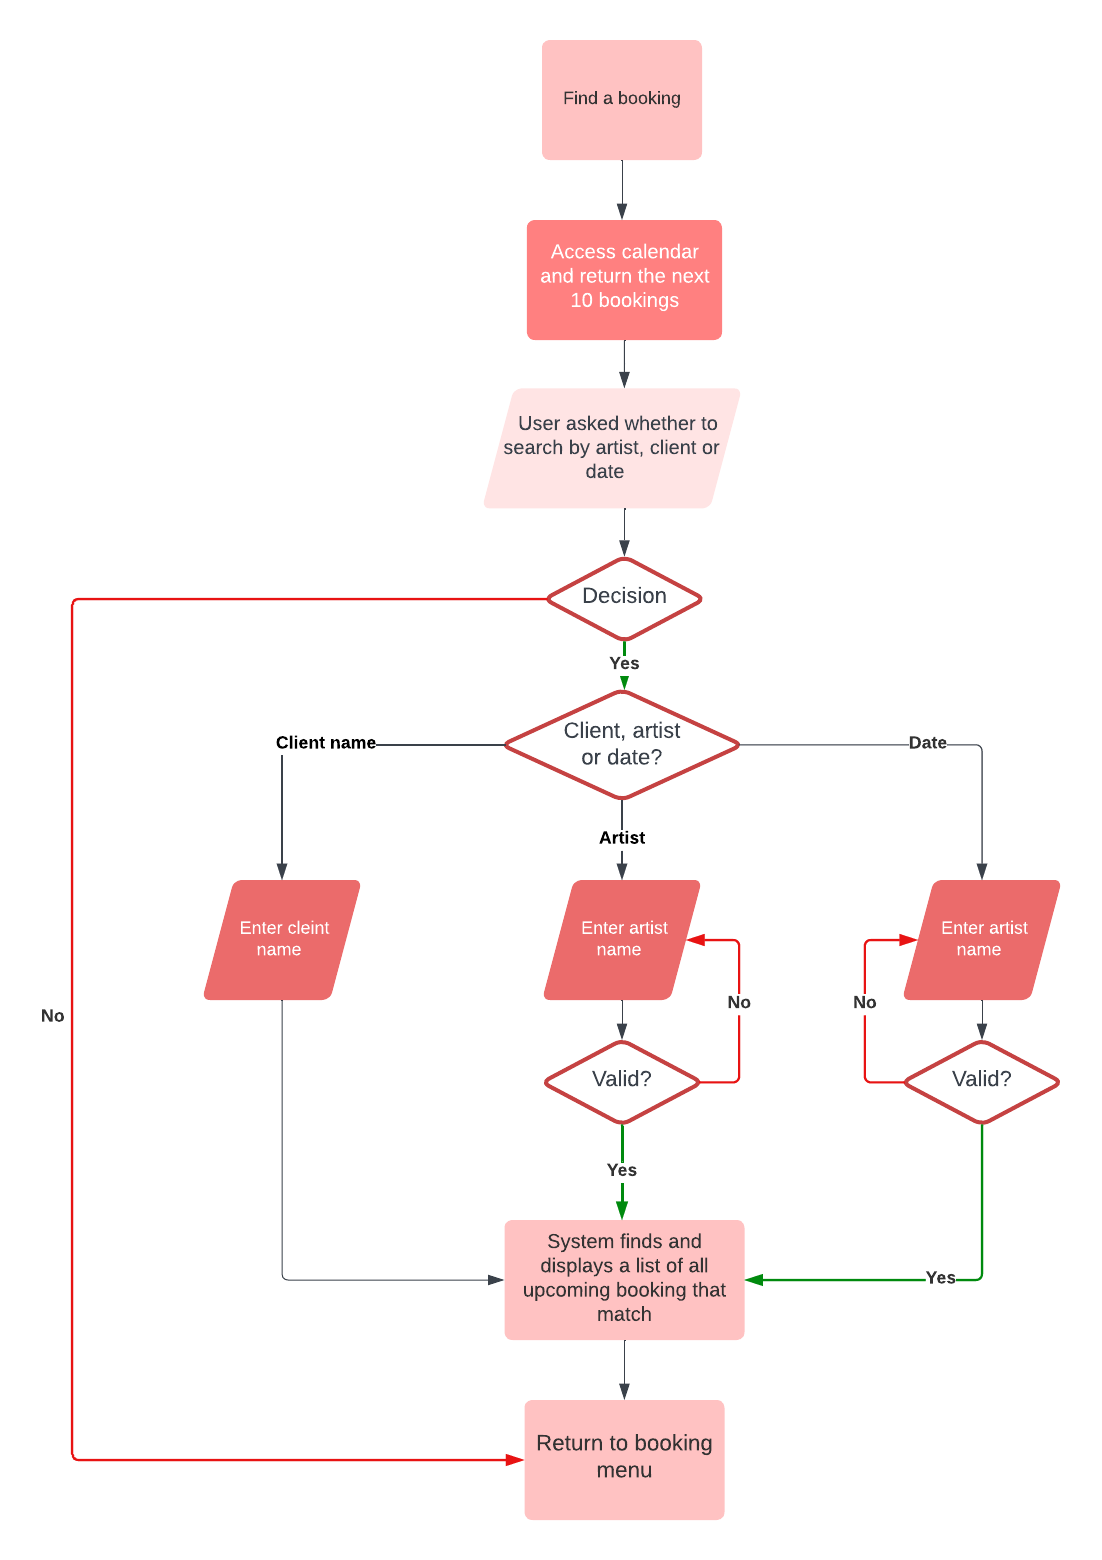 Find a booking
Access calendar
and return the next
10 bookings
User asked whether to
search by artist, client or
date
Decision
Yes
Client, artist
or date?
Client name
Date
Artist
Enter cleint
name
Enter artist
name
Enter artist
name
No
No
No
Valid?
Valid?
Yes
System finds and
displays a list of all
upcoming booking that
match
Yes
Return to booking
menu